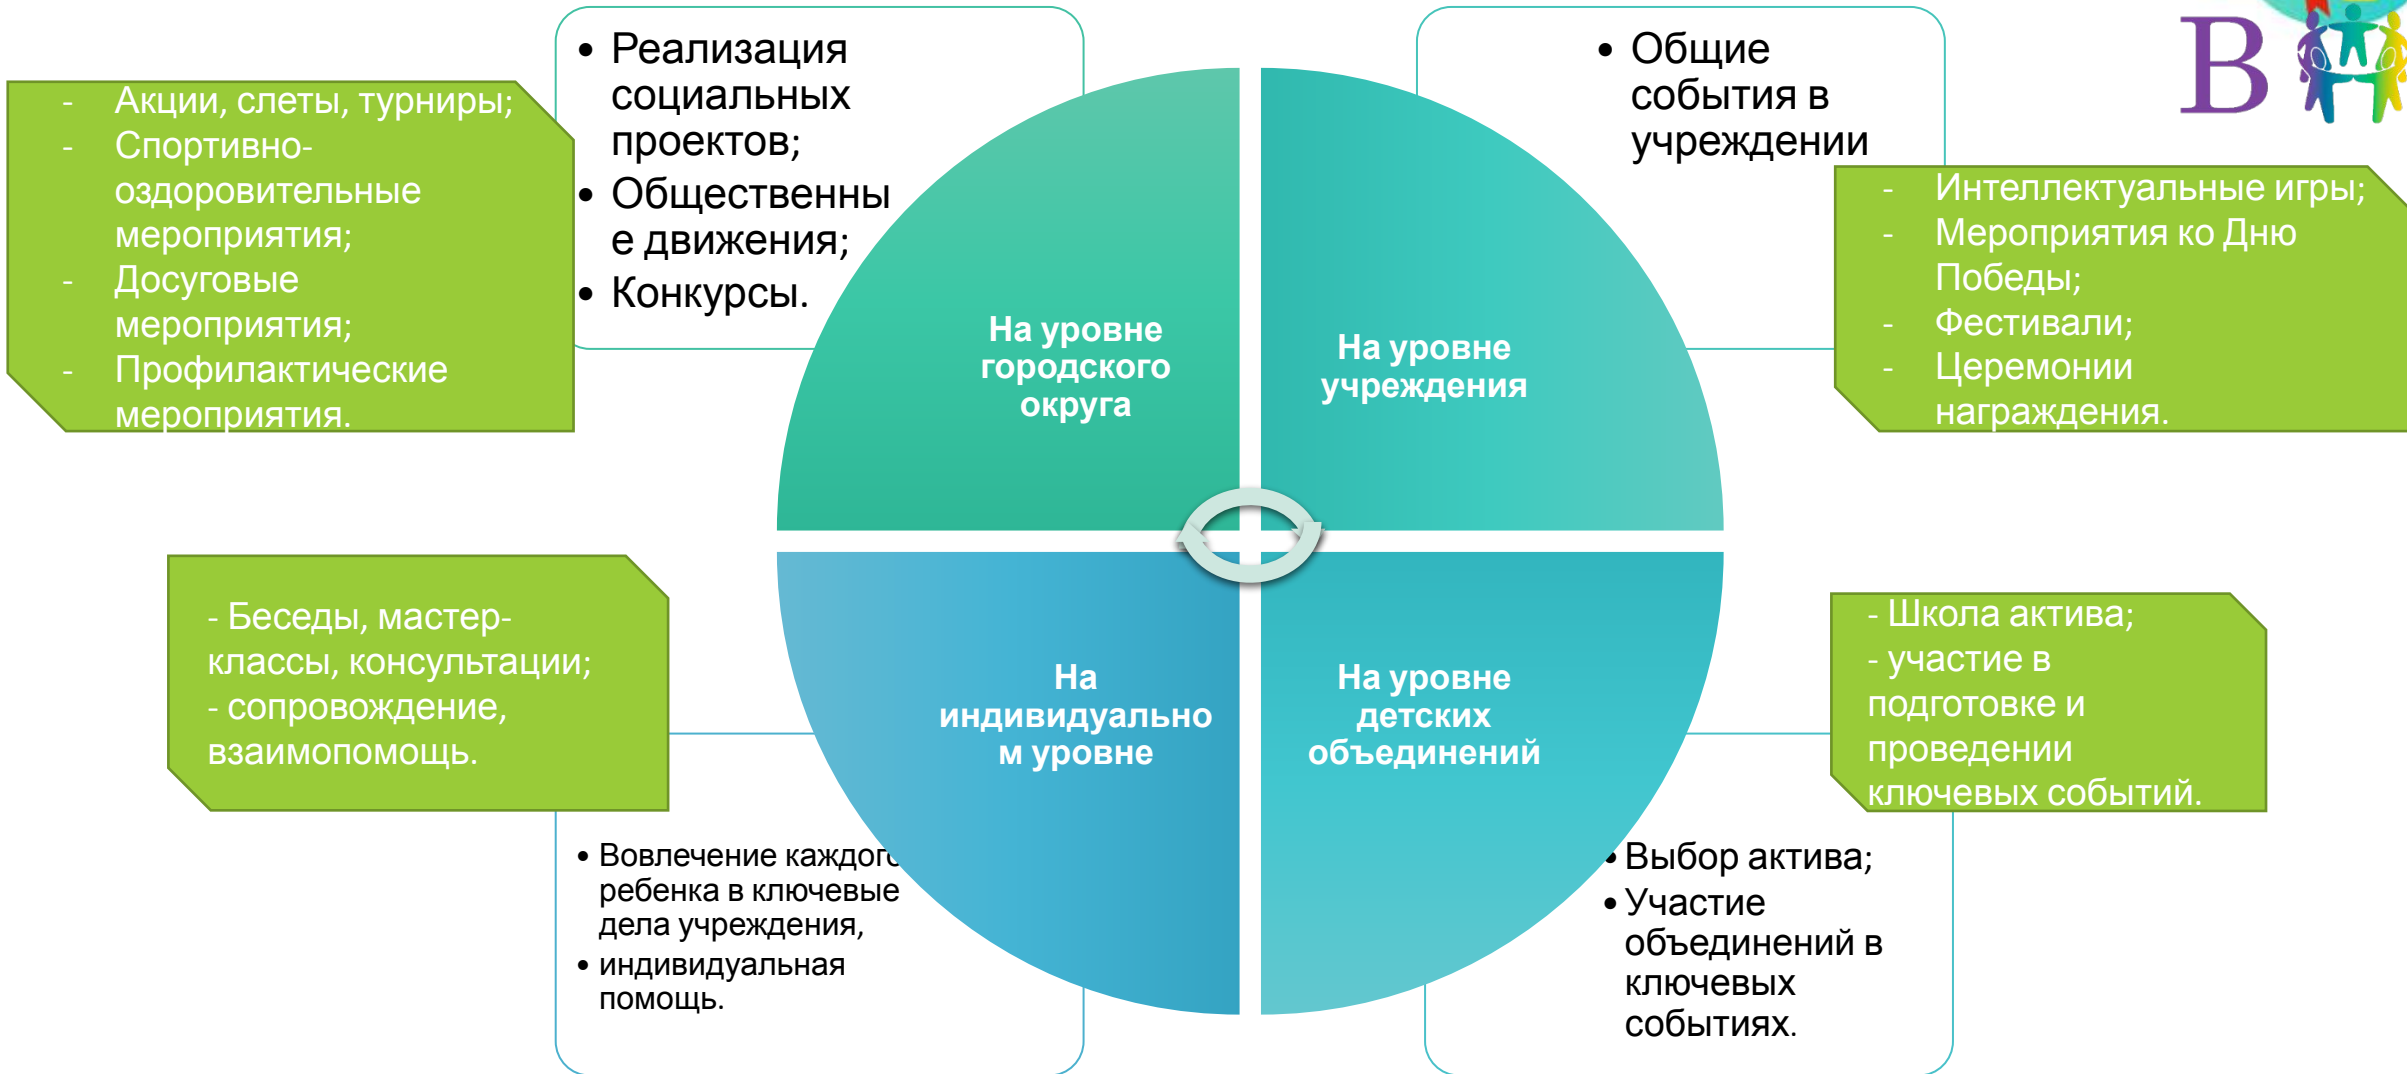 - Акции, слеты, турниры;
- Спортивно-
оздоровительные
мероприятия;
- Досуговые
мероприятия;
- Профилактические
мероприятия.
• Реализация
социальных
проектов;
• Общественны
е движения;
• Конкурсы.
• Общие
события в
учреждении
В
- Интеллектуальные игры;
- Мероприятия ко Дню
Победы;
- Фестивали;
- Церемонии
награждения.
На уровне
городского
округа
На уровне
учреждения
- Беседы, мастер-
классы, консультации;
- сопровождение,
взаимопомощь.
На
индивидуально
м уровне
На уровне
детских
объединений
- Школа актива;
- участие в
подготовке и
проведении
ключевых событий.
• Вовлечение каждого
ребенка в ключевые
дела учреждения,
• индивидуальная
помощь.
• Выбор актива;
• Участие
объединений в
ключевых
событиях.